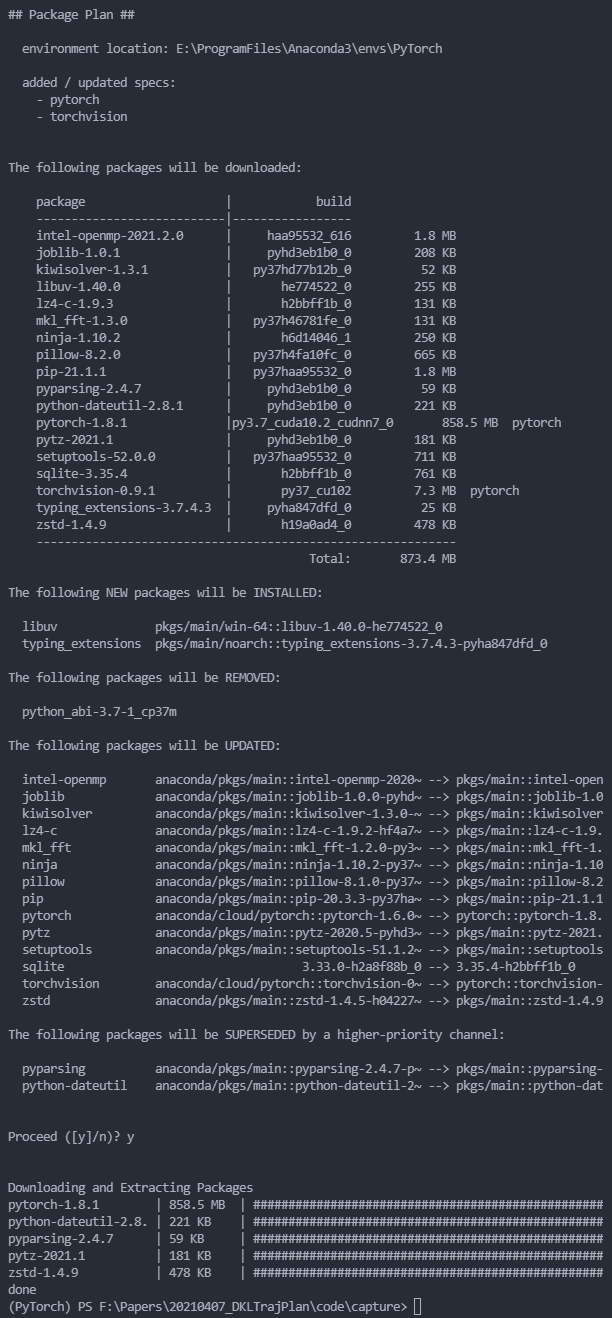 ## Package Plan ##
environment location: E:\ProgramFiles\Anaconda3\envs\PyTorch
added / updated specs:
- pytorch
- torchvision
The following packages will be downloaded:
package | build
---------------------------|-----------------
intel-openmp-2021.2.0 | haa95532_616 1.8 MB
joblib-1.0.1 | pyhd3eb1b0_0 208 KB
kiwisolver-1.3.1 | py37hd77b12b_0 52 KB
libuv-1.40.0 | he774522_0 255 KB
lz4-c-1.9.3 | h2bbff1b_0 131 KB
mkl_fft-1.3.0 | py37h46781fe_0 131 KB
ninja-1.10.2 | h6d14046_1 250 KB
pillow-8.2.0 | py37h4fa10fc_0 665 KB
pip-21.1.1 | py37haa95532_0 1.8 MB
pyparsing-2.4.7 | pyhd3eb1b0_0 59 KB
python-dateutil-2.8.1 | pyhd3eb1b0_0 221 KB
pytorch-1.8.1 |py3.7_cuda10.2_cudnn7_0 858.5 MB pytorch
pytz-2021.1 | pyhd3eb1b0_0 181 KB
setuptools-52.0.0 | py37haa95532_0 711 KB
sqlite-3.35.4 | h2bbff1b_0 761 KB
torchvision-0.9.1 | py37_cu102 7.3 MB pytorch
typing_extensions-3.7.4.3 | pyha847dfd_0 25 KB
zstd-1.4.9 | h19a0ad4_0 478 KB
------------------------------------------------------------
Total: 873.4 MB
The following NEW packages will be INSTALLED:
libuv pkgs/main/win-64::libuv-1.40.0-he774522_0
typing_extensions pkgs/main/noarch::typing_extensions-3.7.4.3-pyha847dfd_0
The following packages will be REMOVED:
python_abi-3.7-1_cp37m
The following packages will be UPDATED:
intel-openmp anaconda/pkgs/main::intel-openmp-2020~ --> pkgs/main::intel-open
joblib anaconda/pkgs/main::joblib-1.0.0-pyhd~ --> pkgs/main::joblib-1.0
kiwisolver anaconda/pkgs/main::kiwisolver-1.3.0-~ --> pkgs/main::kiwisolver
lz4-c anaconda/pkgs/main::lz4-c-1.9.2-hf4a7~ --> pkgs/main::lz4-c-1.9.
mkl_fft anaconda/pkgs/main::mkl_fft-1.2.0-py3~ --> pkgs/main::mkl_fft-1.
ninja anaconda/pkgs/main::ninja-1.10.2-py37~ --> pkgs/main::ninja-1.10
pillow anaconda/pkgs/main::pillow-8.1.0-py37~ --> pkgs/main::pillow-8.2
pip anaconda/pkgs/main::pip-20.3.3-py37ha~ --> pkgs/main::pip-21.1.1
pytorch anaconda/cloud/pytorch::pytorch-1.6.0~ --> pytorch::pytorch-1.8.
pytz anaconda/pkgs/main::pytz-2020.5-pyhd3~ --> pkgs/main::pytz-2021.
setuptools anaconda/pkgs/main::setuptools-51.1.2~ --> pkgs/main::setuptools
sqlite 3.33.0-h2a8f88b_0 --> 3.35.4-h2bbff1b_0
torchvision anaconda/cloud/pytorch::torchvision-0~ --> pytorch::torchvision-
zstd anaconda/pkgs/main::zstd-1.4.5-h04227~ --> pkgs/main::zstd-1.4.9
The following packages will be SUPERSEDED by a higher-priority channel:
pyparsing anaconda/pkgs/main::pyparsing-2.4.7-p~ --> pkgs/main::pyparsing-
python-dateutil anaconda/pkgs/main::python-dateutil-2~ --> pkgs/main::python-dat
Proceed ([y]/n)? y
Downloading and Extracting Packages
pytorch-1.8.1 | 858.5 MB | ##################################################
python-dateutil-2.8. | 221 KB | ##################################################
pyparsing-2.4.7 | 59 KB | ##################################################
pytz-2021.1 | 181 KB | ##################################################
zstd-1.4.9 | 478 KB | ##################################################
done
(PyTorch) PS F:\Papers\20210407_DKLTrajPlan\code\capture>